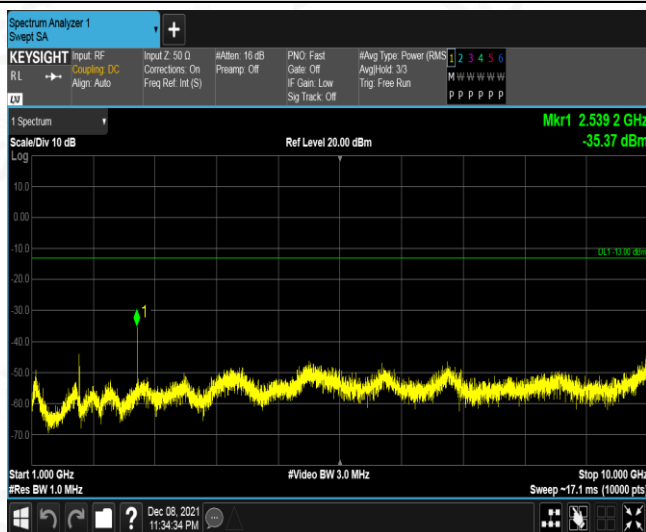 Spectrum Analyzer 1
Swept SA
+
KEYSIGHT Input: RF Input Z: 50 Ω #Atten: 16 dB PNO: Fast #Avg Type: Power (RMS 1 2 3 4 5 6
RL Coupling: DC Corrections: On Preamp: Off Gate: Off Avg|Hold: 3/3 M W W W W W
Align: Auto Freq Ref: Int (S) IF Gain: Low Trig: Free Run
LXI Sig Track: Off P P P P P P
1 Spectrum Mkr1 2.539 2 GHz
Scale/Div 10 dB Ref Level 20.00 dBm -35.37 dBm
Log
10.0
0.00
-10.0
DL1 -13.00 dBm
-20.0
-30.0
1
-40.0
-50.0
-60.0
-70.0
Start 1.000 GHz #Video BW 3.0 MHz Stop 10.000 GHz
#Res BW 1.0 MHz Sweep ~17.1 ms (10000 pts)
? Dec 08, 2021
11:34:34 PM